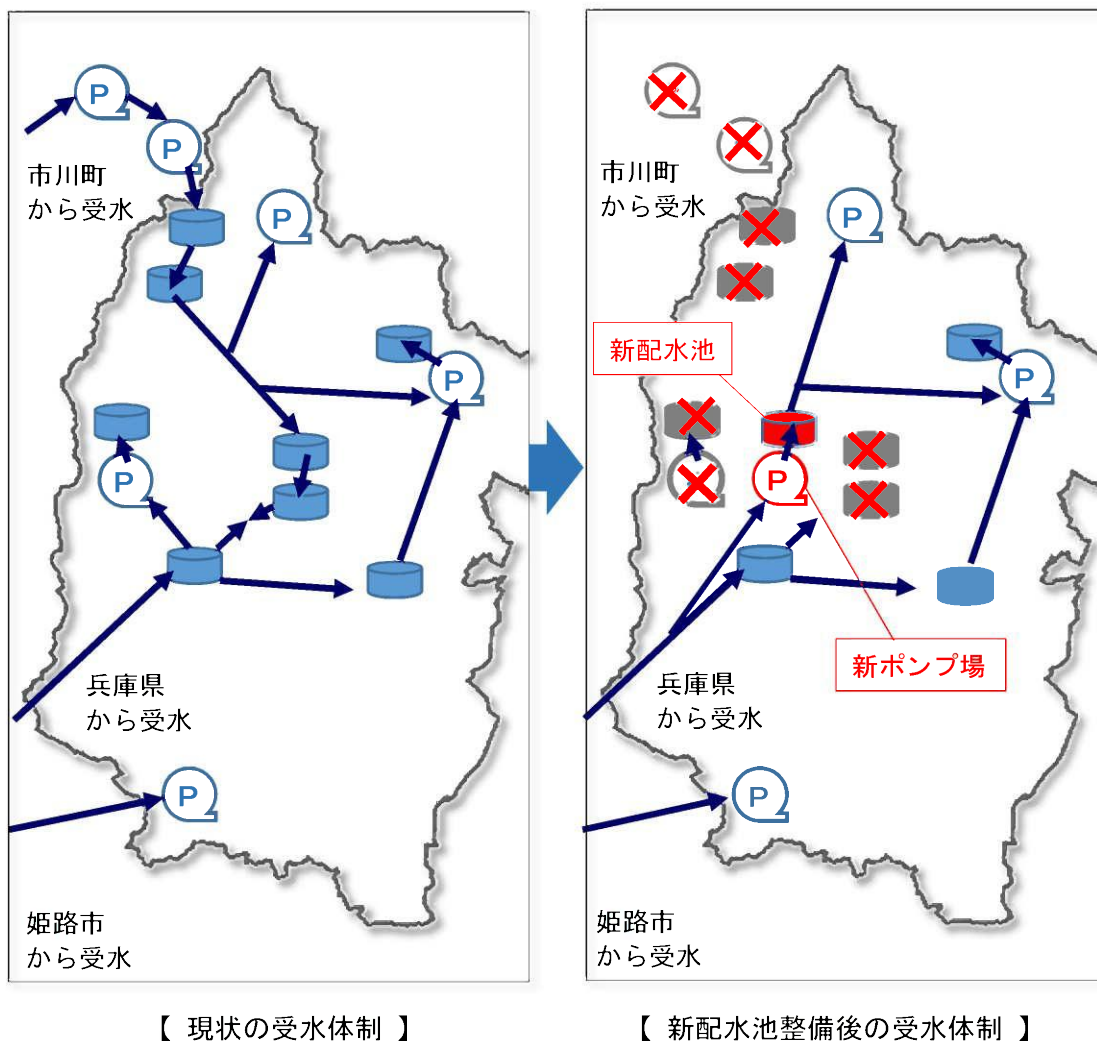 P
P
市川町
から受水
P
P
P
兵庫県
から受水
P
姫路市
から受水
【 現状の受水体制 】
市川町
から受水
P
新配水池
P
P
新ポンプ場
兵庫県
から受水
P
姫路市
から受水
【 新配水池整備後の受水体制 】